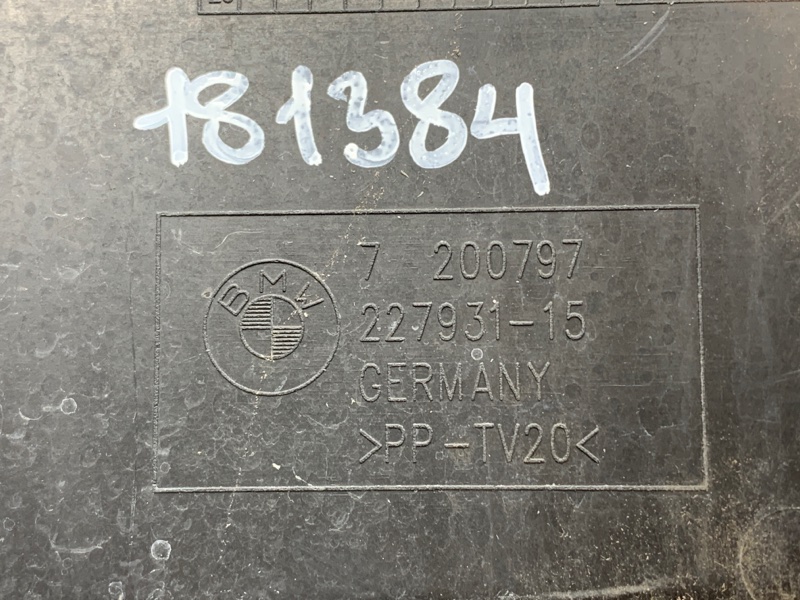 181384
7 200797
BMW
227931-15
GERMANY
>PP-TV20<